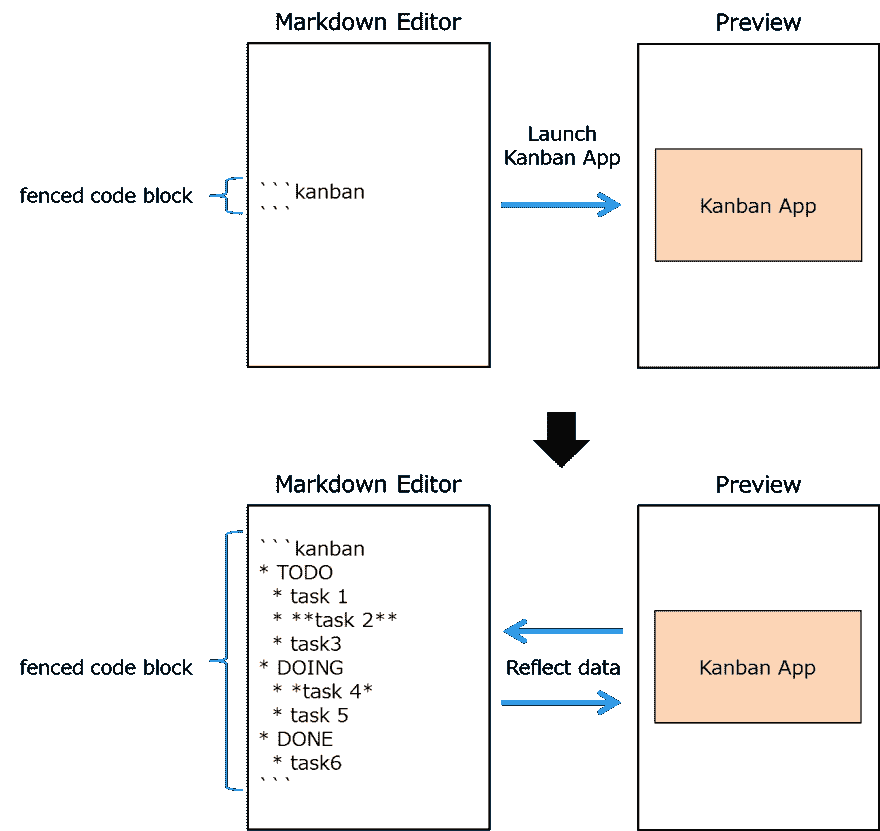 Markdown Editor
Preview
Launch
Kanban App
fenced code block
```kanban
```
Kanban App
Markdown Editor
Preview
```kanban
* TODO
  * task 1
  * **task 2**
  * task3
* DOING
  * *task 4*
  * task 5
* DONE
  * task6
```
fenced code block
Reflect data
Kanban App